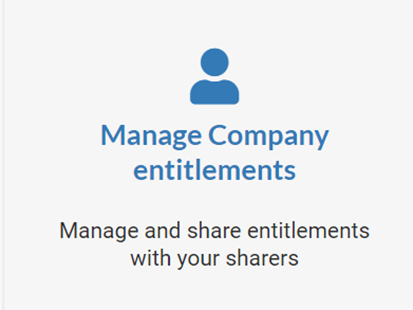 Manage Company
entitlements
Manage and share entitlements
with your sharers